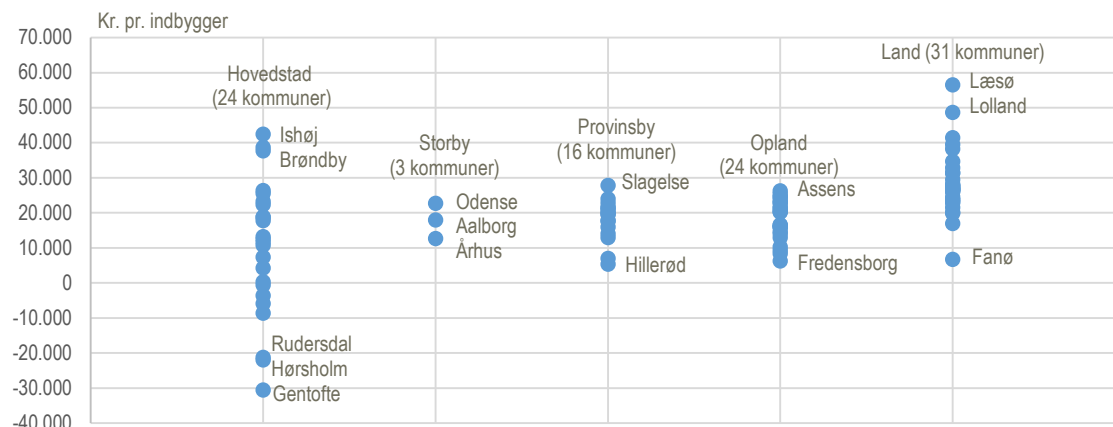 Kr. pr. indbygger
70.000
60.000
50.000
40.000
30.000
20.000
10.000
0
-10.000
-20.000
-30.000
-40.000
Hovedstad
(24 kommuner)
Ishøj
Brøndby
Rudersdal
Hørsholm
Gentofte
Storby
(3 kommuner)
Odense
Aalborg
Århus
Provinsby
(16 kommuner)
Slagelse
Hillerød
Opland
(24 kommuner)
Assens
Fredensborg
Land (31 kommuner)
Læsø
Lolland
Fanø